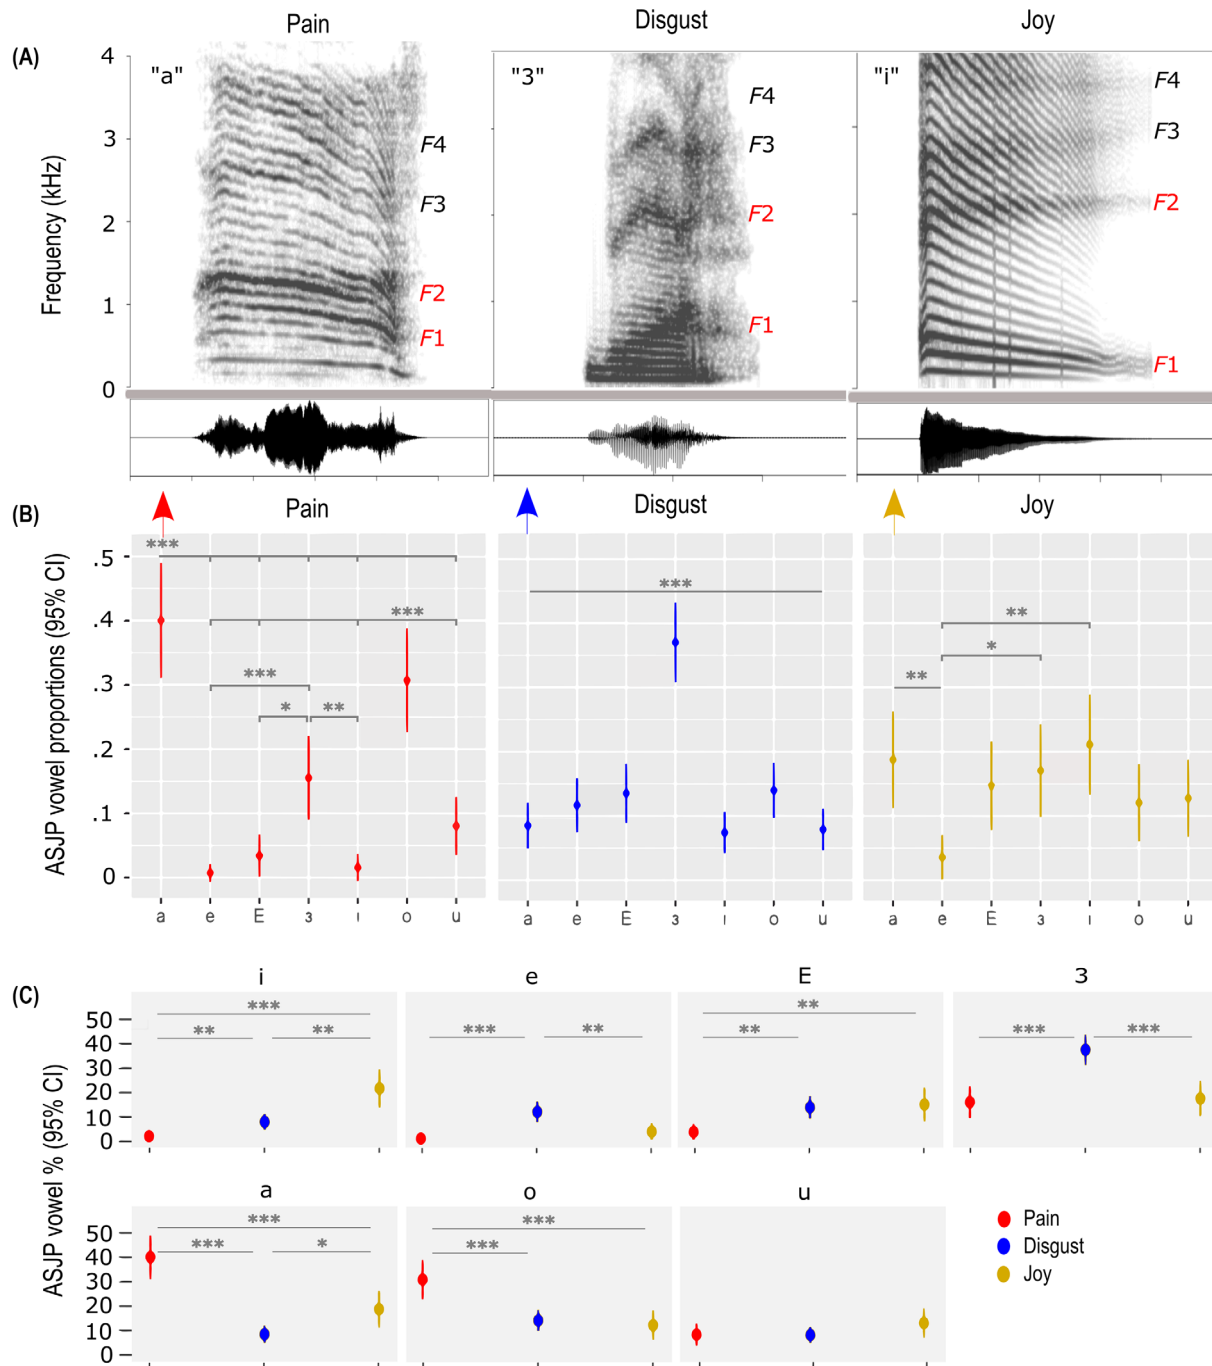 Pain Disgust Joy
(A)
4 "a" "3" "i" F4
F4
3 F4 F3 F3
Frequency (kHz)
F3 F2 F2
2
F2
1 F1
F1 F1
0
(B) Pain Disgust Joy
ASJP vowel proportions (95% CI)
.5 ***
*** **
.4 *** *
.3 *** **
* **
.2
.1
0
a e E 3 ı o u a e E 3 ı o u a e E 3 ı o u
(C) i e E 3
ASJP vowel % (95% CI)
50 *** **
40 ** ** *** ** ** *** ***
30
20
10
0
a o u
50 *** ***
40 *** * ***
30
20
10
0
Pain
Disgust
Joy